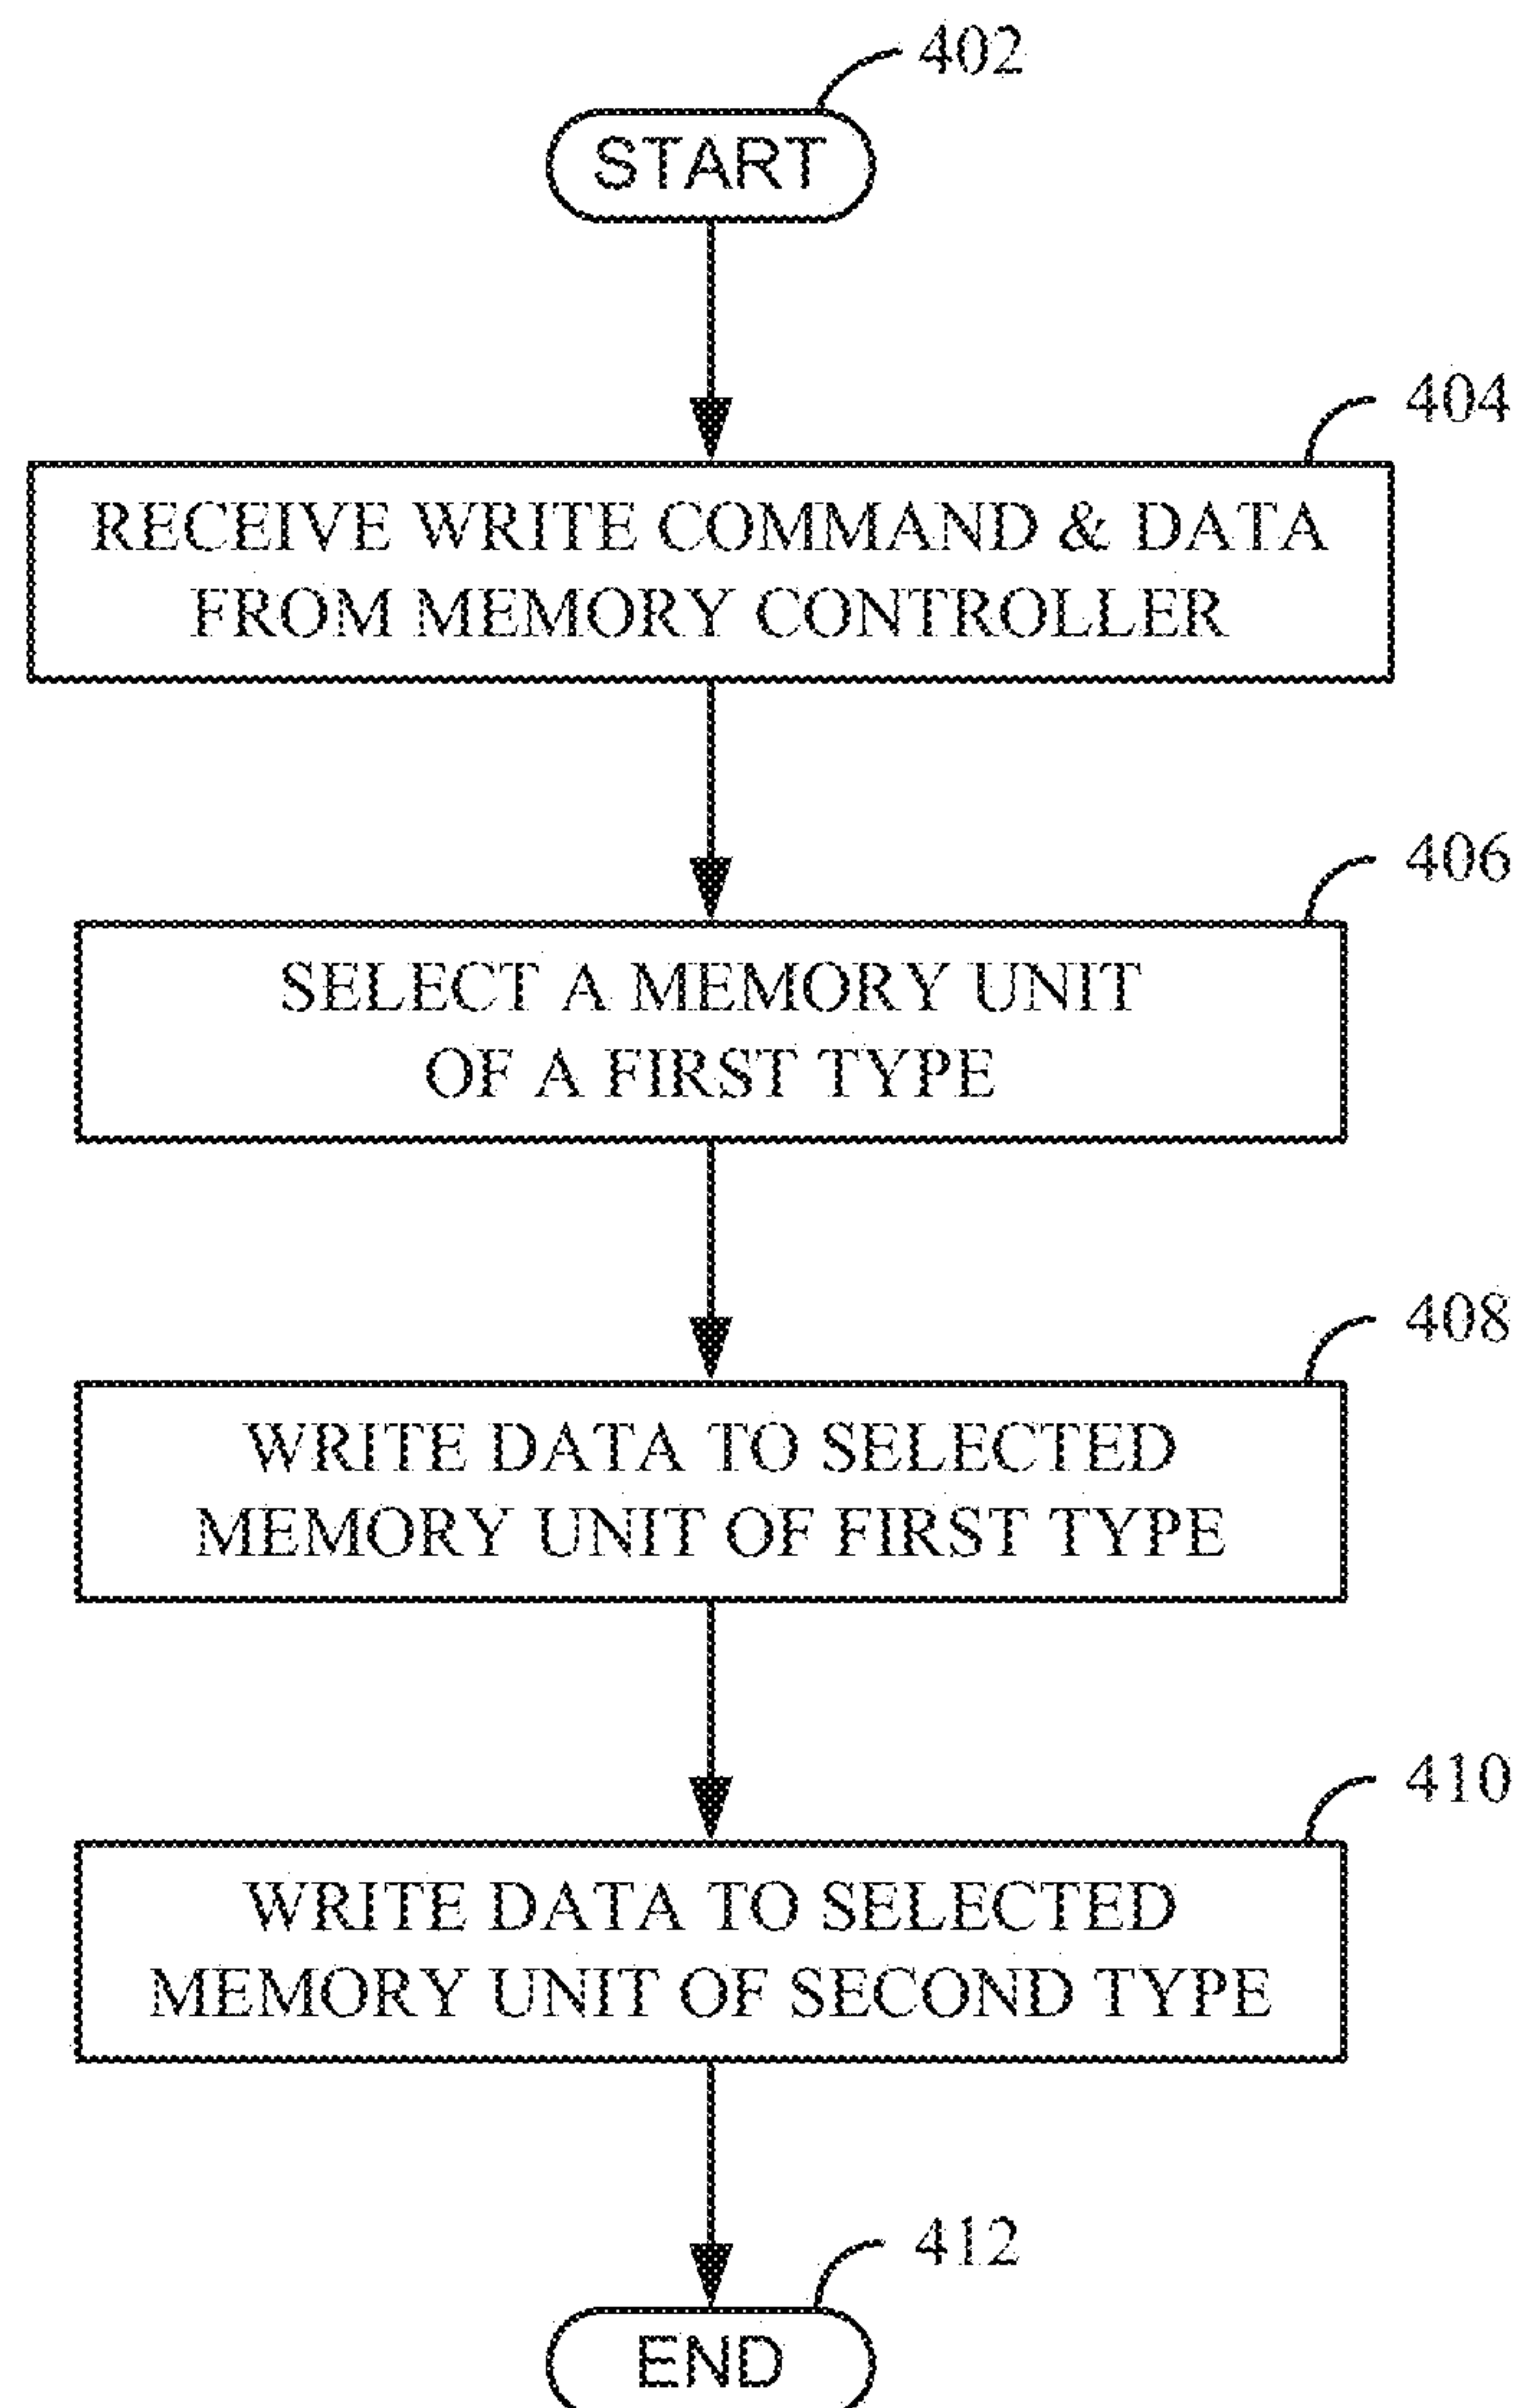 402
START
404
RECEIVE WRITE COMMAND & DATA
FROM MEMORY CONTROLLER
406
SELECT A MEMORY UNIT
OF A FIRST TYPE
408
WRITE DATA TO SELECTED
MEMORY UNIT OF FIRST TYPE
410
WRITE DATA TO SELECTED
MEMORY UNIT OF SECOND TYPE
412
END